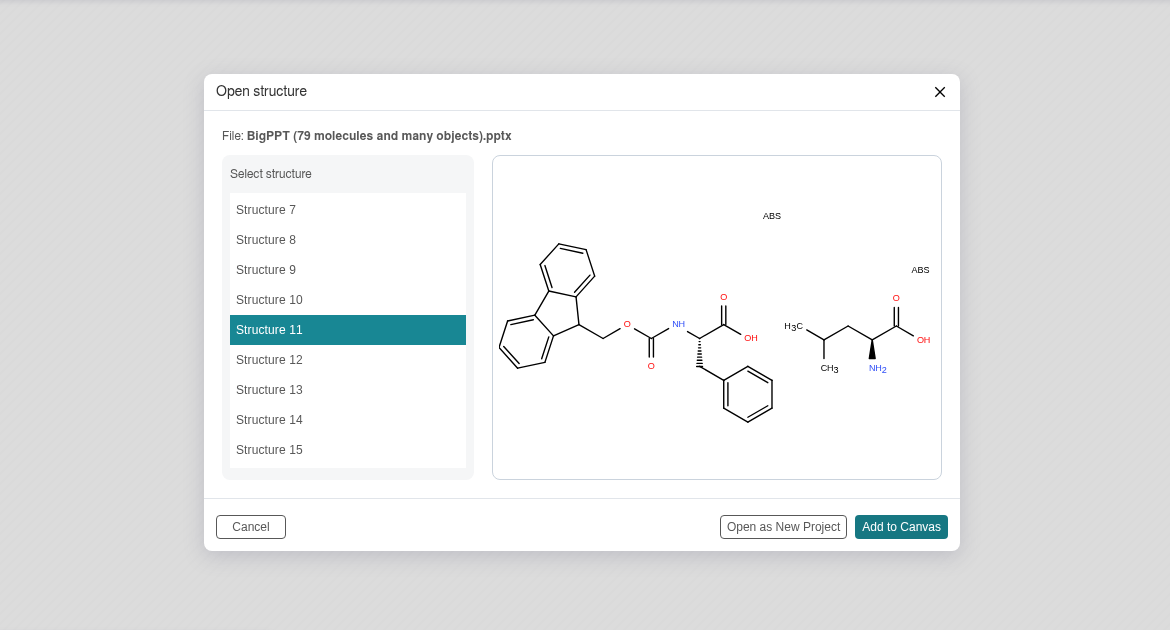 Open structure
File: BigPPT (79 molecules and many objects).pptx
Select structure
Structure 7
Structure 8
Structure 9
Structure 10
Structure 11
Structure 12
Structure 13
Structure 14
Structure 15
ABS
ABS
O
O
O
NH
OH
O
H3C
OH
CH3
NH2
O
Cancel
Open as New Project
Add to Canvas